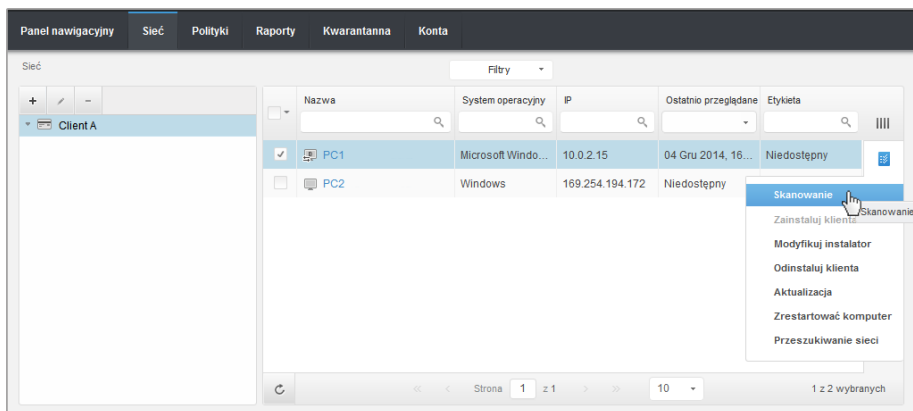 Panel nawigacyjny Sieć Polityki Raporty Kwarantanna Konta
Sieć Filtry
+ -
Client A
Nazwa System operacyjny IP Ostatnio przeglądane Etykieta
PC1 Microsoft Windo... 10.0.2.15 04 Gru 2014, 16... Niedostępny
PC2 Windows 169.254.194.172 Niedostępny
Skanowanie
Skanowanie
Zainstaluj klienta
Modyfikuj instalator
Odinstaluj klienta
Aktualizacja
Zrestartować komputer
Przeszukiwanie sieci
« < Strona 1 z 1 > » 10 1 z 2 wybranych